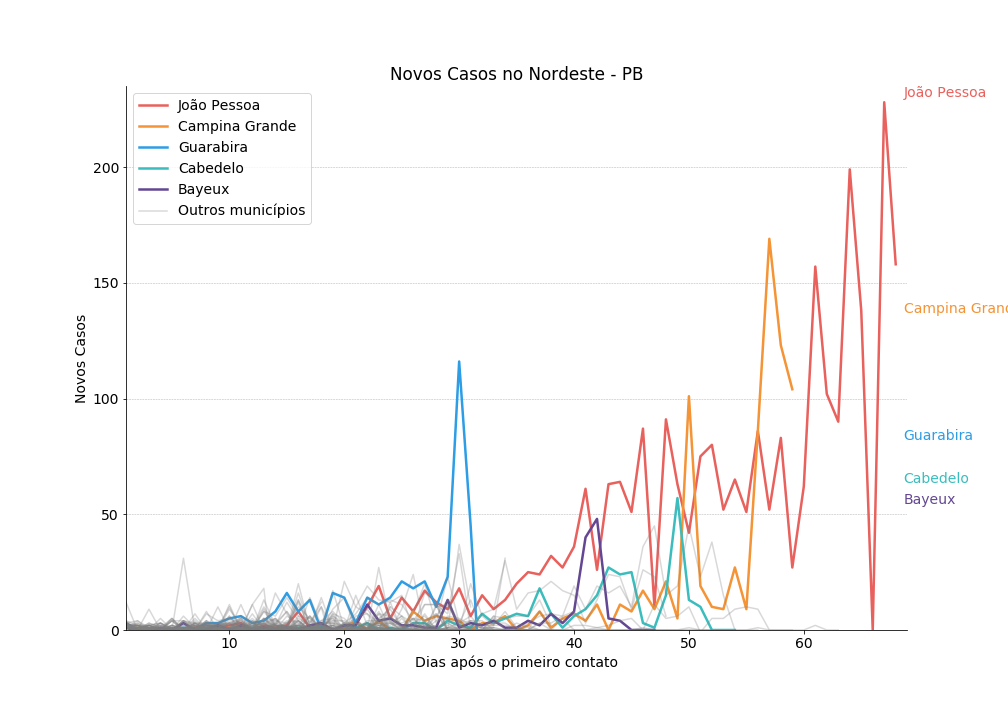 Novos Casos no Nordeste - PB
João Pessoa
Campina Grande
Guarabira
Cabedelo
Bayeux
Outros municípios
João Pessoa
Campina Grand
Guarabira
Cabedelo
Bayeux
Novos Casos
200
150
100
50
0
10
20
30
40
50
60
Dias após o primeiro contato